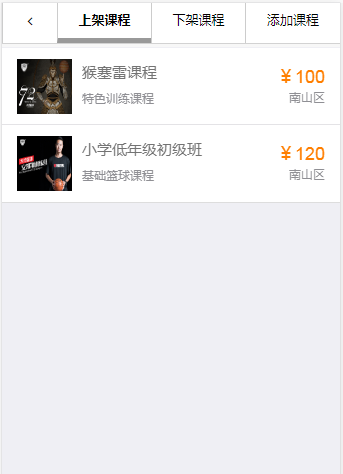 上架课程
下架课程
添加课程
猴塞雷课程
¥ 100
特色训练课程
南山区
72
小学低年级初级班
¥ 120
基础篮球课程
南山区